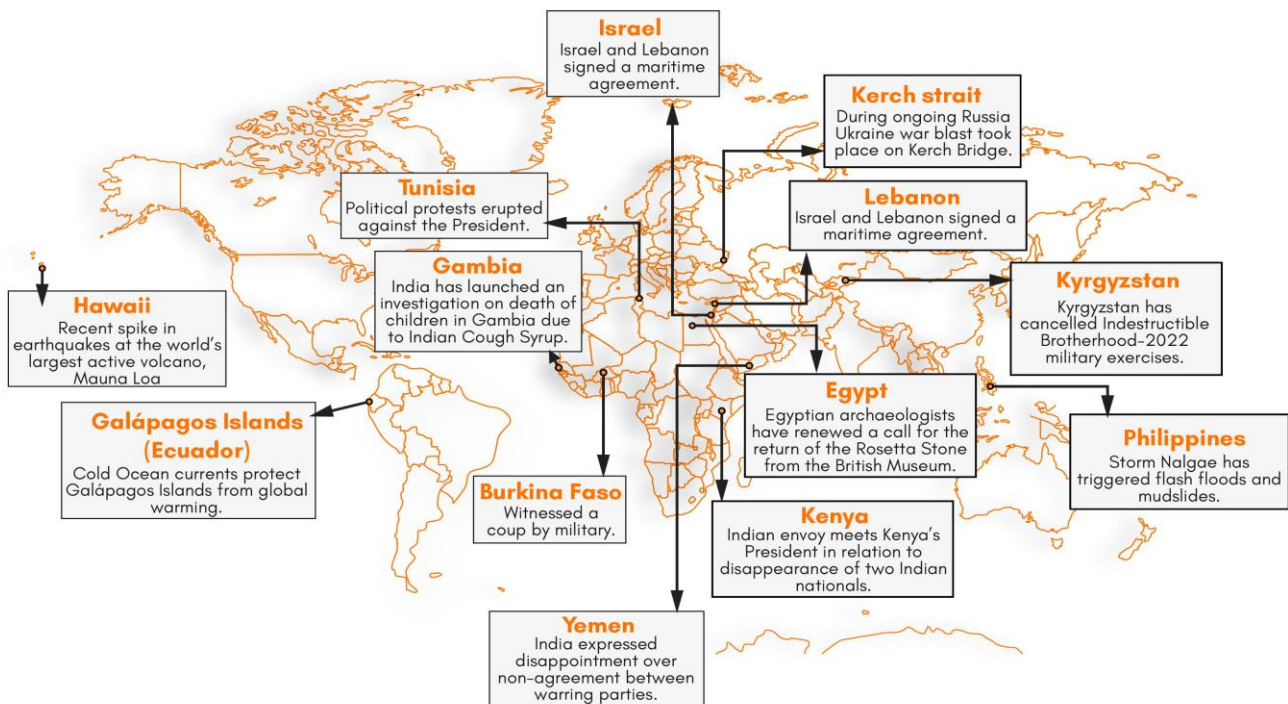 Israel
Israel and Lebanon
signed a maritime
agreement.
Kerch strait
During ongoing Russia
Ukraine war blast took
place on Kerch Bridge.
Tunisia
Political protests erupted
against the President.
Lebanon
Israel and Lebanon signed a
maritime agreement.
Gambia
India has launched an
investigation on death of
children in Gambia due
to Indian Cough Syrup.
Kyrgyzstan
Kyrgyzstan has
cancelled Indestructible
Brotherhood-2022
military exercises.
Hawaii
Recent spike in
earthquakes at the world's
largest active volcano,
Mauna Loa
Egypt
Egyptian archaeologists
have renewed a call for the
return of the Rosetta Stone
from the British Museum.
Galápagos Islands
(Ecuador)
Cold Ocean currents protect
Galápagos Islands from global
warming.
Philippines
Storm Nalgae has
triggered flash floods and
mudslides.
Burkina Faso
Witnessed a
coup by military.
Kenya
Indian envoy meets Kenya's
President in relation to
disappearance of two Indian
nationals.
Yemen
India expressed
disappointment over
non-agreement between
warring parties.